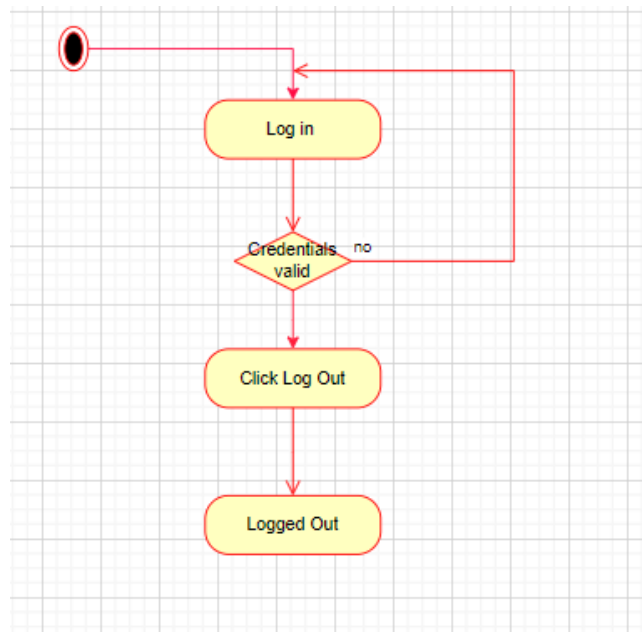 Log in
Credentials
valid
no
Click Log Out
Logged Out